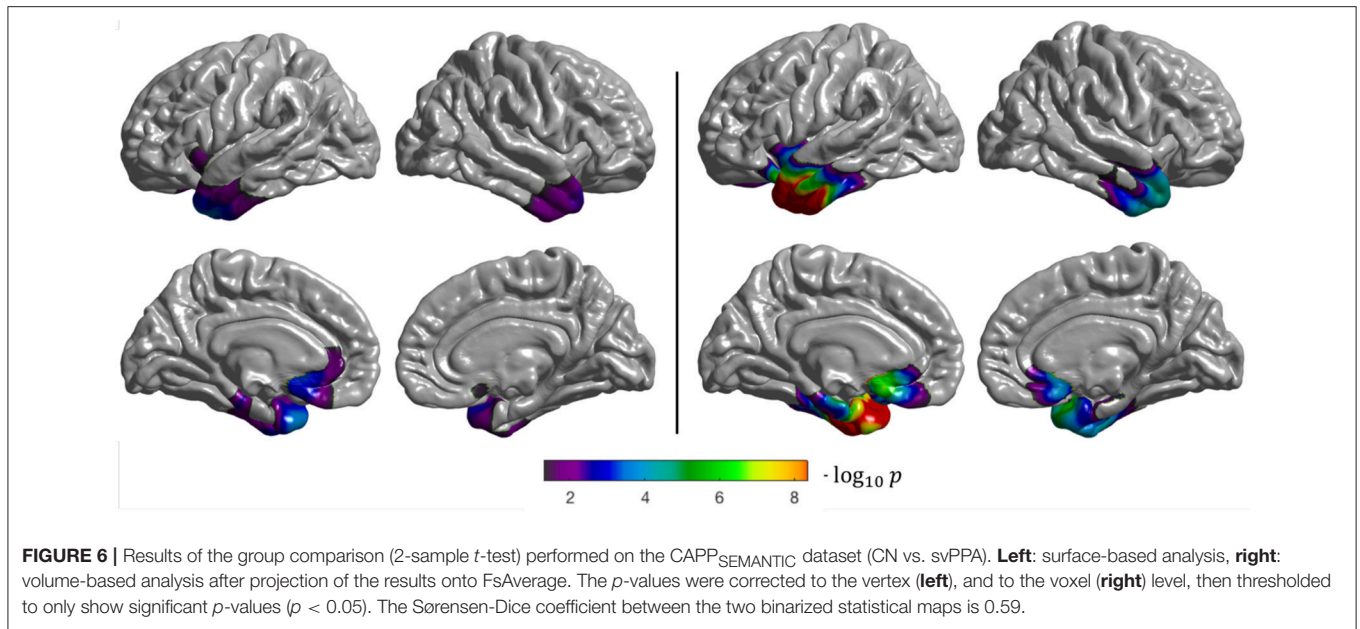 2 4 6 8 - log₁₀ p
FIGURE 6 | Results of the group comparison (2-sample t-test) performed on the CAPP_SEMANTIC dataset (CN vs. svPPA). Left: surface-based analysis, right:
volume-based analysis after projection of the results onto FsAverage. The p-values were corrected to the vertex (left), and to the voxel (right) level, then thresholded
to only show significant p-values (p < 0.05). The Sørensen-Dice coefficient between the two binarized statistical maps is 0.59.